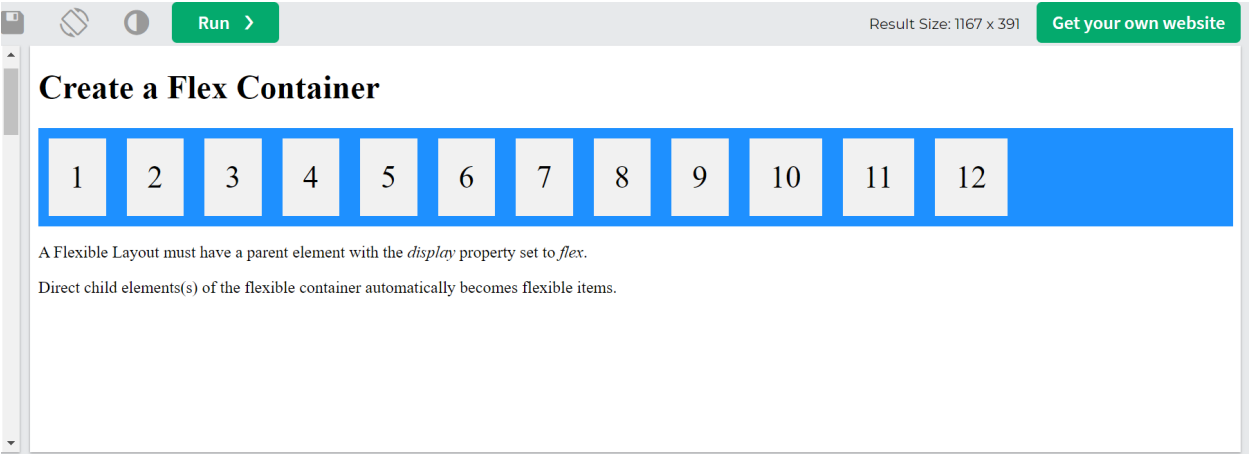 Run ❯ Result Size: 1167 x 391 Get your own website
Create a Flex Container
1 2 3 4 5 6 7 8 9 10 11 12
A Flexible Layout must have a parent element with the display property set to flex.
Direct child elements(s) of the flexible container automatically becomes flexible items.